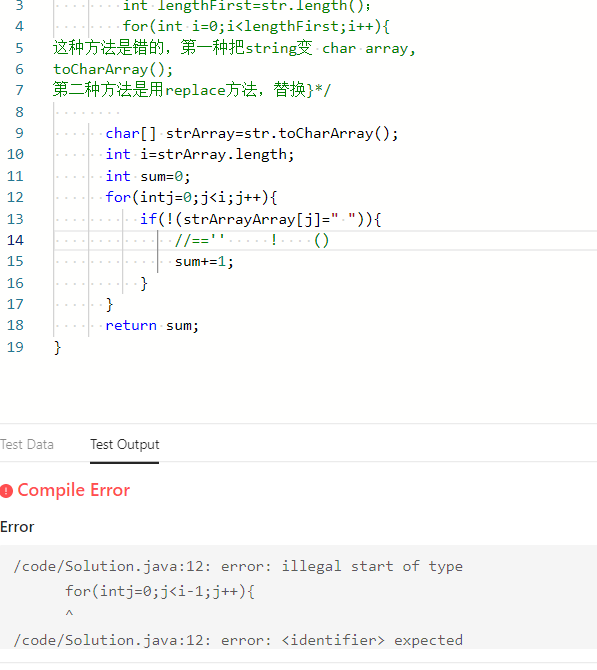 3 int lengthFirst=str.length();
4 for(int i=0;i<lengthFirst;i++){
5 这种方法是错的，第一种把string变 char array,
6 toCharArray();
7 第二种方法是用replace方法，替换}*/
8
9 char[] strArray=str.toCharArray();
10 int i=strArray.length;
11 int sum=0;
12 for(intj=0;j<i;j++){
13 if(!(strArrayArray[j]=" ")){
14 //=='' ! ()
15 sum+=1;
16 }
17 }
18 return sum;
19 }
Test Data Test Output
Compile Error
Error
/code/Solution.java:12: error: illegal start of type
for(intj=0;j<i-1;j++){
^
/code/Solution.java:12: error: <identifier> expected